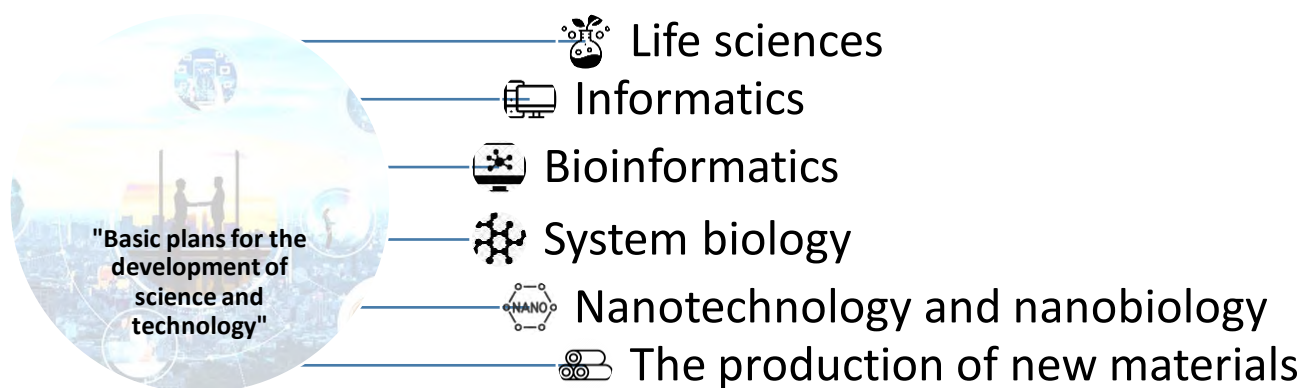 "Basic plans for the
development of
science and
technology"
Life sciences
Informatics
Bioinformatics
System biology
NANO
Nanotechnology and nanobiology
The production of new materials